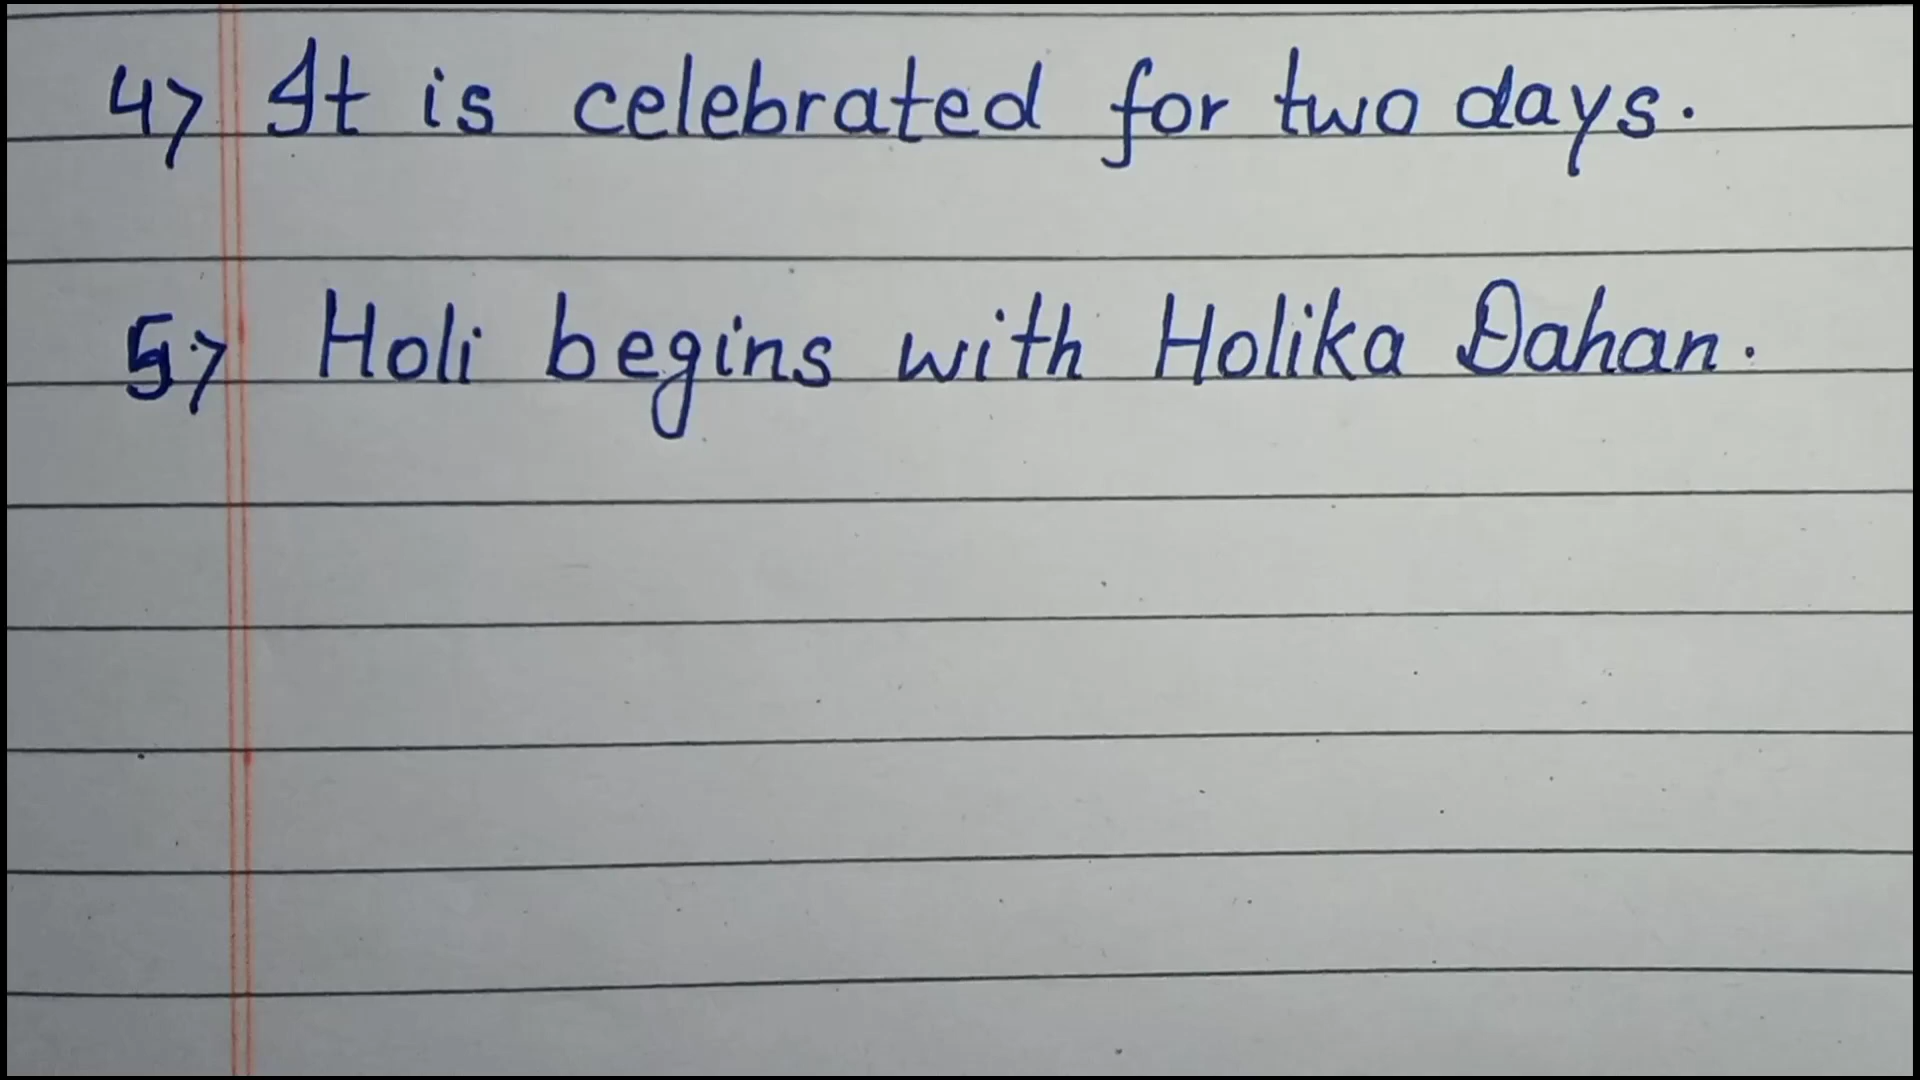 4> It is celebrated for two days.
5> Holi begins with Holika Dahan.